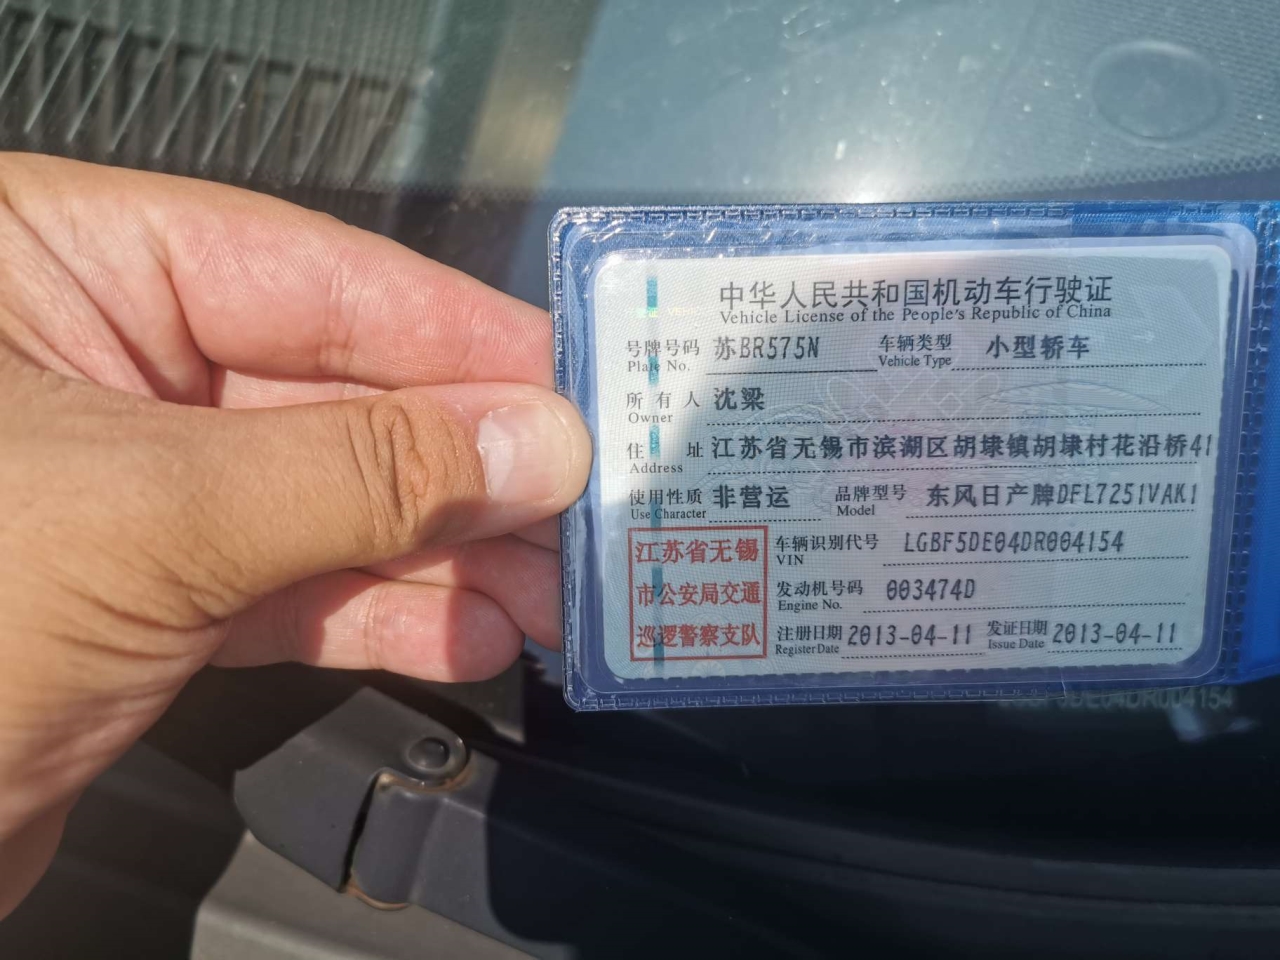 中华人民共和国机动车行驶证
Vehicle License of the People's Republic of China
号牌号码 苏BR575N 车辆类型 小型轿车
Plate No. Vehicle Type
所有人 沈梁
Owner
住址 江苏省无锡市滨湖区胡埭镇胡埭村花沿桥41
Address
使用性质 非营运 品牌型号 东风日产牌DFL7251VAK1
Use Character Model
江苏省无锡
市公安局交通
巡逻警察支队
车辆识别代号 LGBF5DE04DR004154
VIN
发动机号码 003474D
Engine No.
注册日期 2013-04-11 发证日期 2013-04-11
Register Date Issue Date